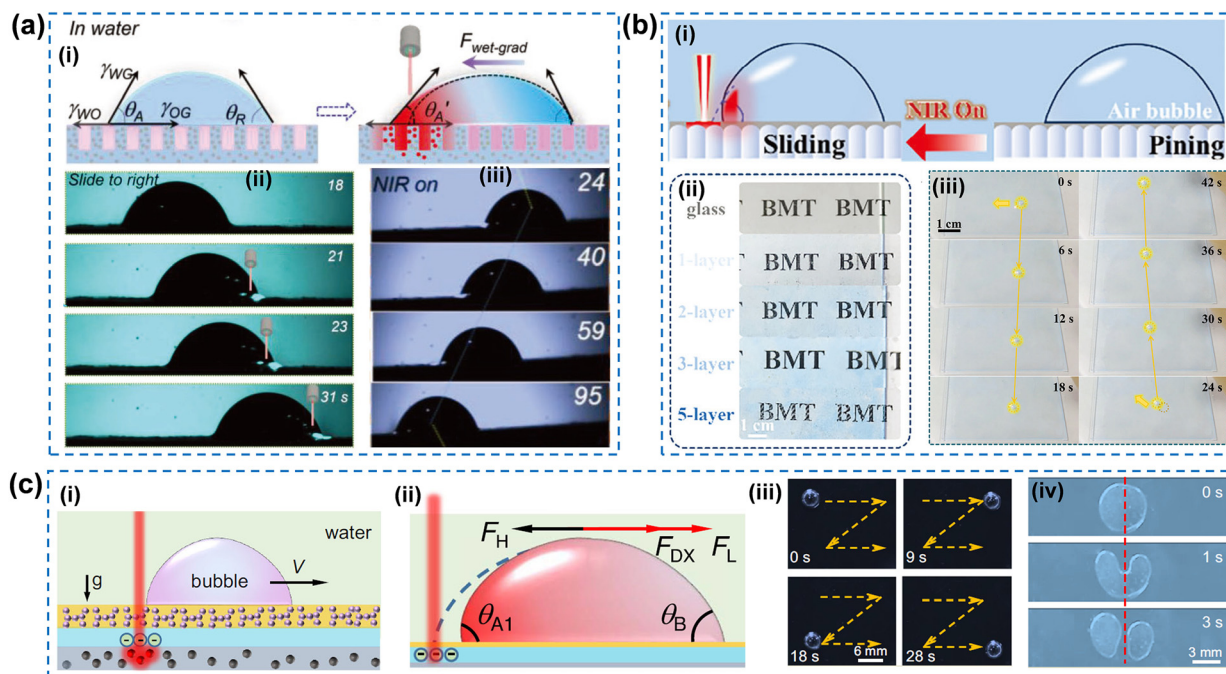 (a)
In water
(i)
γWG
γWO
θA
γOG
θR
Fwet-grad
θA'
Slide to right
(ii)
18
21
23
31 s
NIR on
(iii)
24
40
59
95
(b)
(i)
Sliding
NIR On
Air bubble
Pining
(ii)
glass
BMT BMT
1-layer
BMT BMT
2-layer
BMT BMT
3-layer
BMT BMT
5-layer
BMT BMT
1 cm
(iii)
0 s
42 s
1 cm
6 s
36 s
12 s
30 s
18 s
24 s
(c)
(i)
water
bubble
V
g
(ii)
FH
FDX
FL
θA1
θB
(iii)
0 s
9 s
18 s
6 mm
28 s
(iv)
0 s
1 s
3 s
3 mm